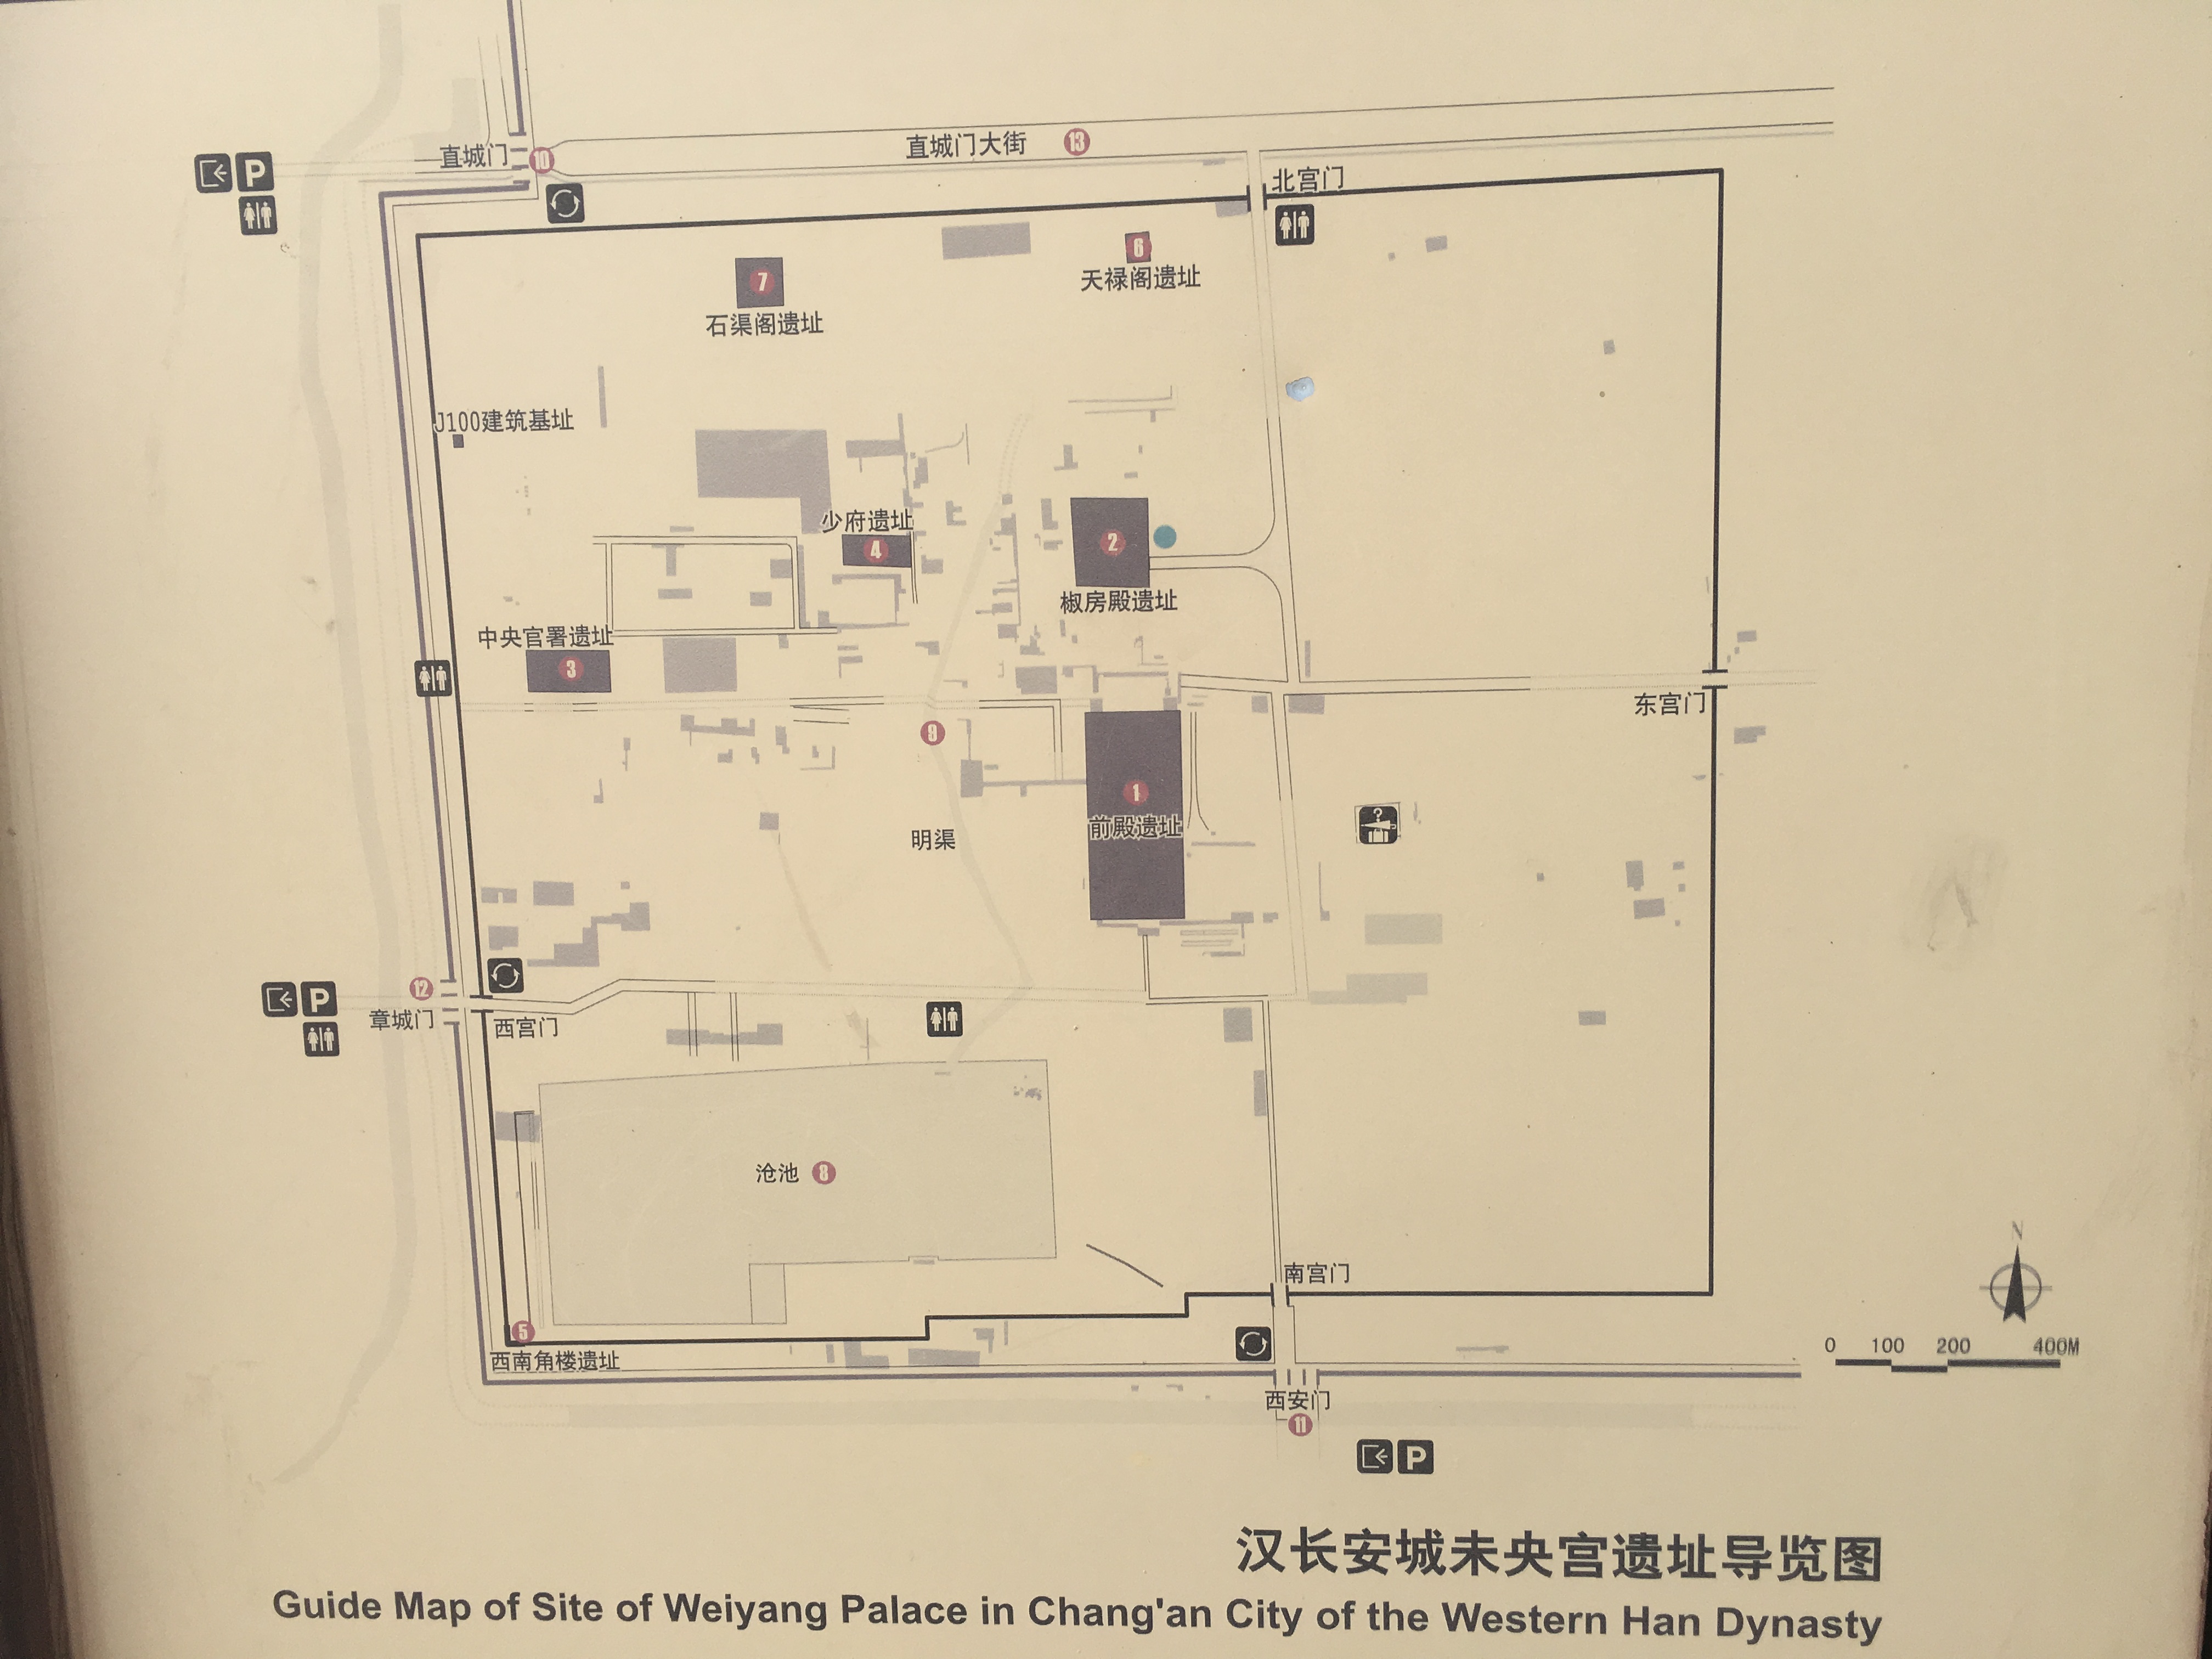 直城门 10
直城门大街 13
P
北宫门
6
天禄阁遗址
7
石渠阁遗址
J100建筑基址
少府遗址
4
2
椒房殿遗址
中央官署遗址
3
东宫门
9
1
前殿遗址
?
明渠
12
P
章城门
西宫门
沧池 8
南宫门
N
5
西南角楼遗址
0 100 200 400M
西安门
11
P
汉长安城未央宫遗址导览图
Guide Map of Site of Weiyang Palace in Chang'an City of the Western Han Dynasty